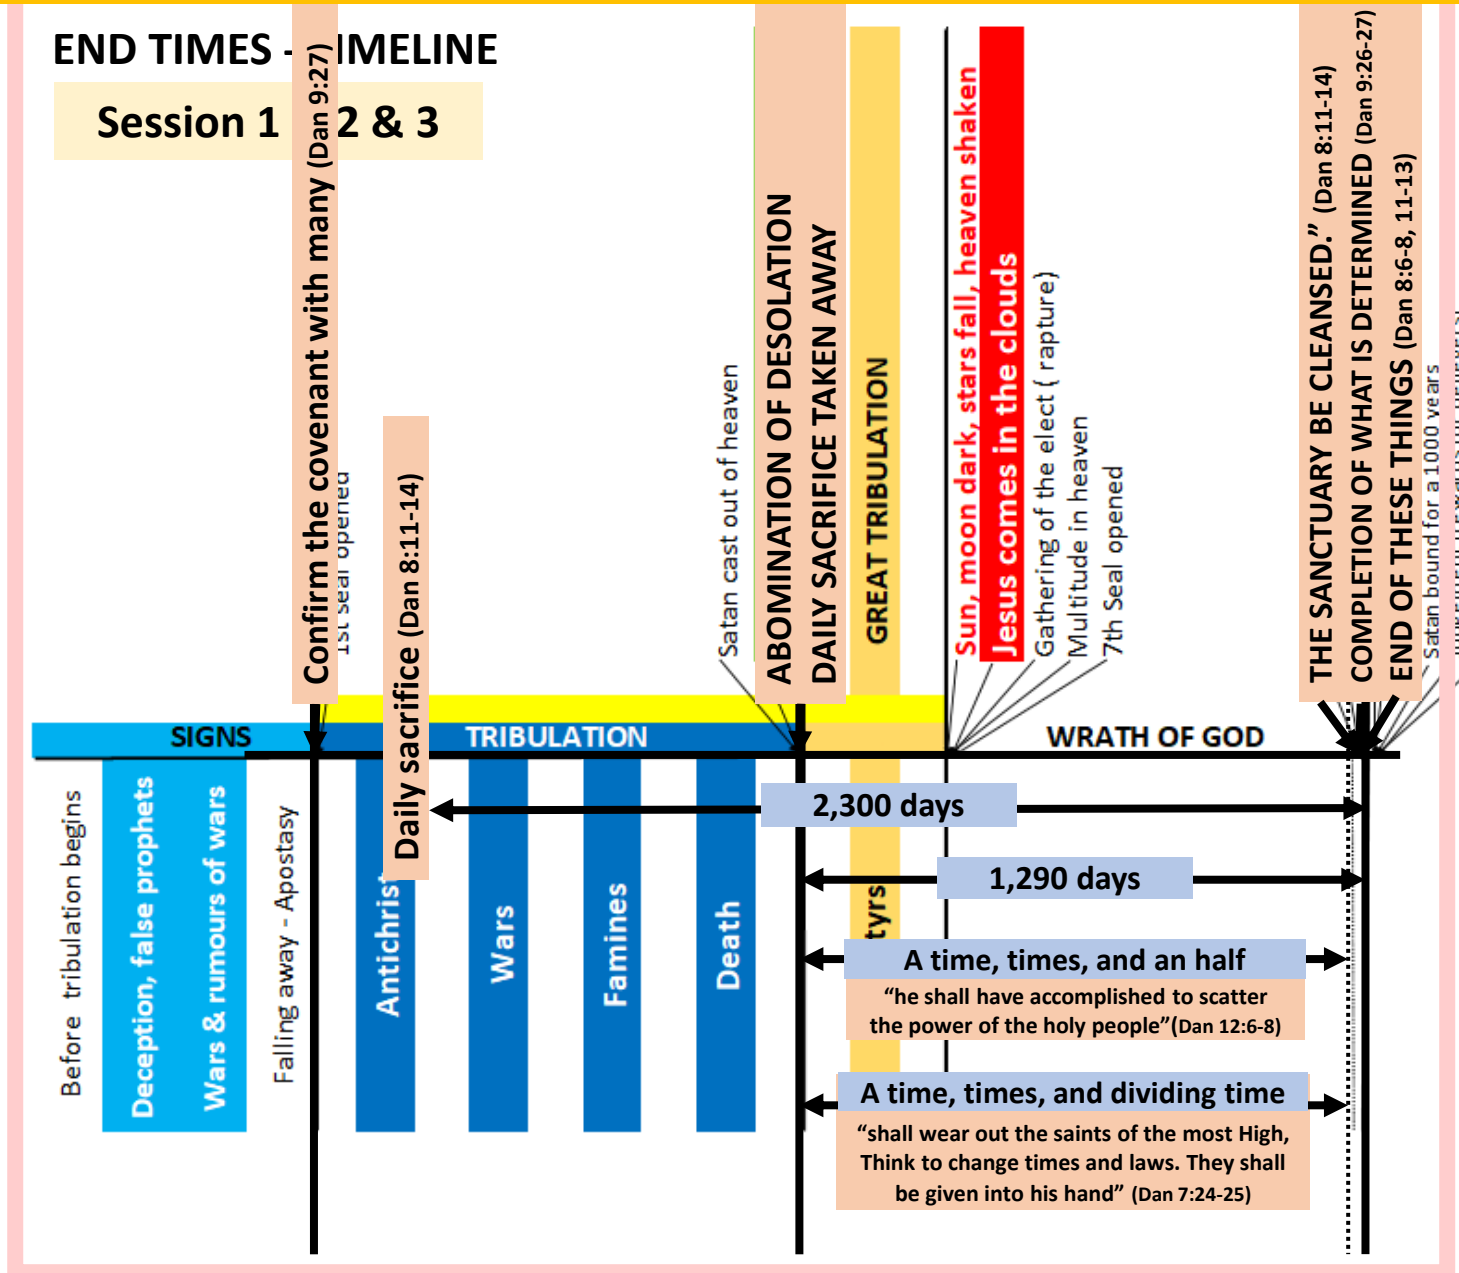 END TIMES - IMELINE
Session 1 2 & 3
Confirm the covenant with many (Dan 9:27)
1st seal opened
Daily sacrifice (Dan 8:11-14)
Satan cast out of heaven
ABOMINATION OF DESOLATION
DAILY SACRIFICE TAKEN AWAY
GREAT TRIBULATION
Sun, moon dark, stars fall, heaven shaken
Jesus comes in the clouds
Gathering of the elect ( rapture)
Multitude in heaven
7th Seal opened
THE SANCTUARY BE CLEANSED.” (Dan 8:11-14)
COMPLETION OF WHAT IS DETERMINED (Dan 9:26-27)
END OF THESE THINGS (Dan 8:6-8, 11-13)
Satan bound for a 1000 years
SIGNS
TRIBULATION
WRATH OF GOD
Before tribulation begins
Deception, false prophets
Wars & rumours of wars
Falling away - Apostasy
Antichrist
Wars
Famines
Death
tyrs
2,300 days
1,290 days
A time, times, and an half
“he shall have accomplished to scatter
the power of the holy people”(Dan 12:6-8)
A time, times, and dividing time
“shall wear out the saints of the most High,
Think to change times and laws. They shall
be given into his hand” (Dan 7:24-25)